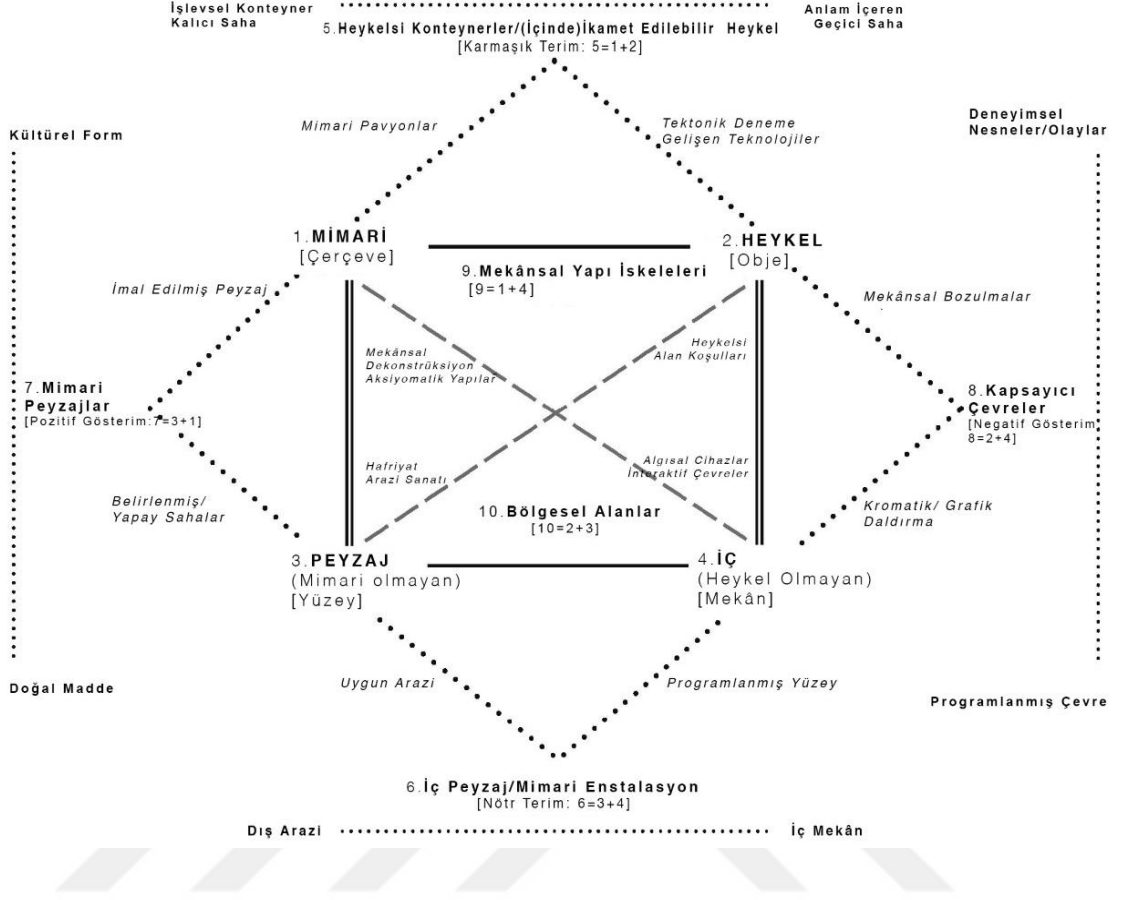 İşlevsel Konteyner
Kalıcı Saha
Anlam İçeren
Geçici Saha
5.Heykelsi Konteynerler/(İçinde)İkamet Edilebilir Heykel
[Karmaşık Terim: 5=1+2]
Mimari Pavyonlar
Tektonik Deneme
Gelişen Teknolojiler
Kültürel Form
Deneyimsel
Nesneler/Olaylar
1.MİMARİ
[Çerçeve]
2.HEYKEL
[Obje]
9.Mekânsal Yapı İskeleleri
[9=1+4]
İmal Edilmiş Peyzaj
Mekânsal Bozulmalar
Mekânsal
Dekonstrüksiyon
Aksiyomatik Yapılar
Heykelsi
Alan Koşulları
7.Mimari
Peyzajlar
[Pozitif Gösterim:7=3+1]
8.Kapsayıcı
Çevreler
[Negatif Gösterim
8=2+4]
Hafriyat
Arazi Sanatı
Algısal Cihazlar
İnteraktif Çevreler
Belirlenmiş/
Yapay Sahalar
10.Bölgesel Alanlar
[10=2+3]
Kromatik/ Grafik
Daldırma
3.PEYZAJ
(Mimari olmayan)
[Yüzey]
4.İÇ
(Heykel Olmayan)
[Mekân]
Uygun Arazi
Programlanmış Yüzey
Doğal Madde
Programlanmış Çevre
6.İç Peyzaj/Mimari Enstalasyon
[Nötr Terim: 6=3+4]
Dış Arazi
İç Mekân